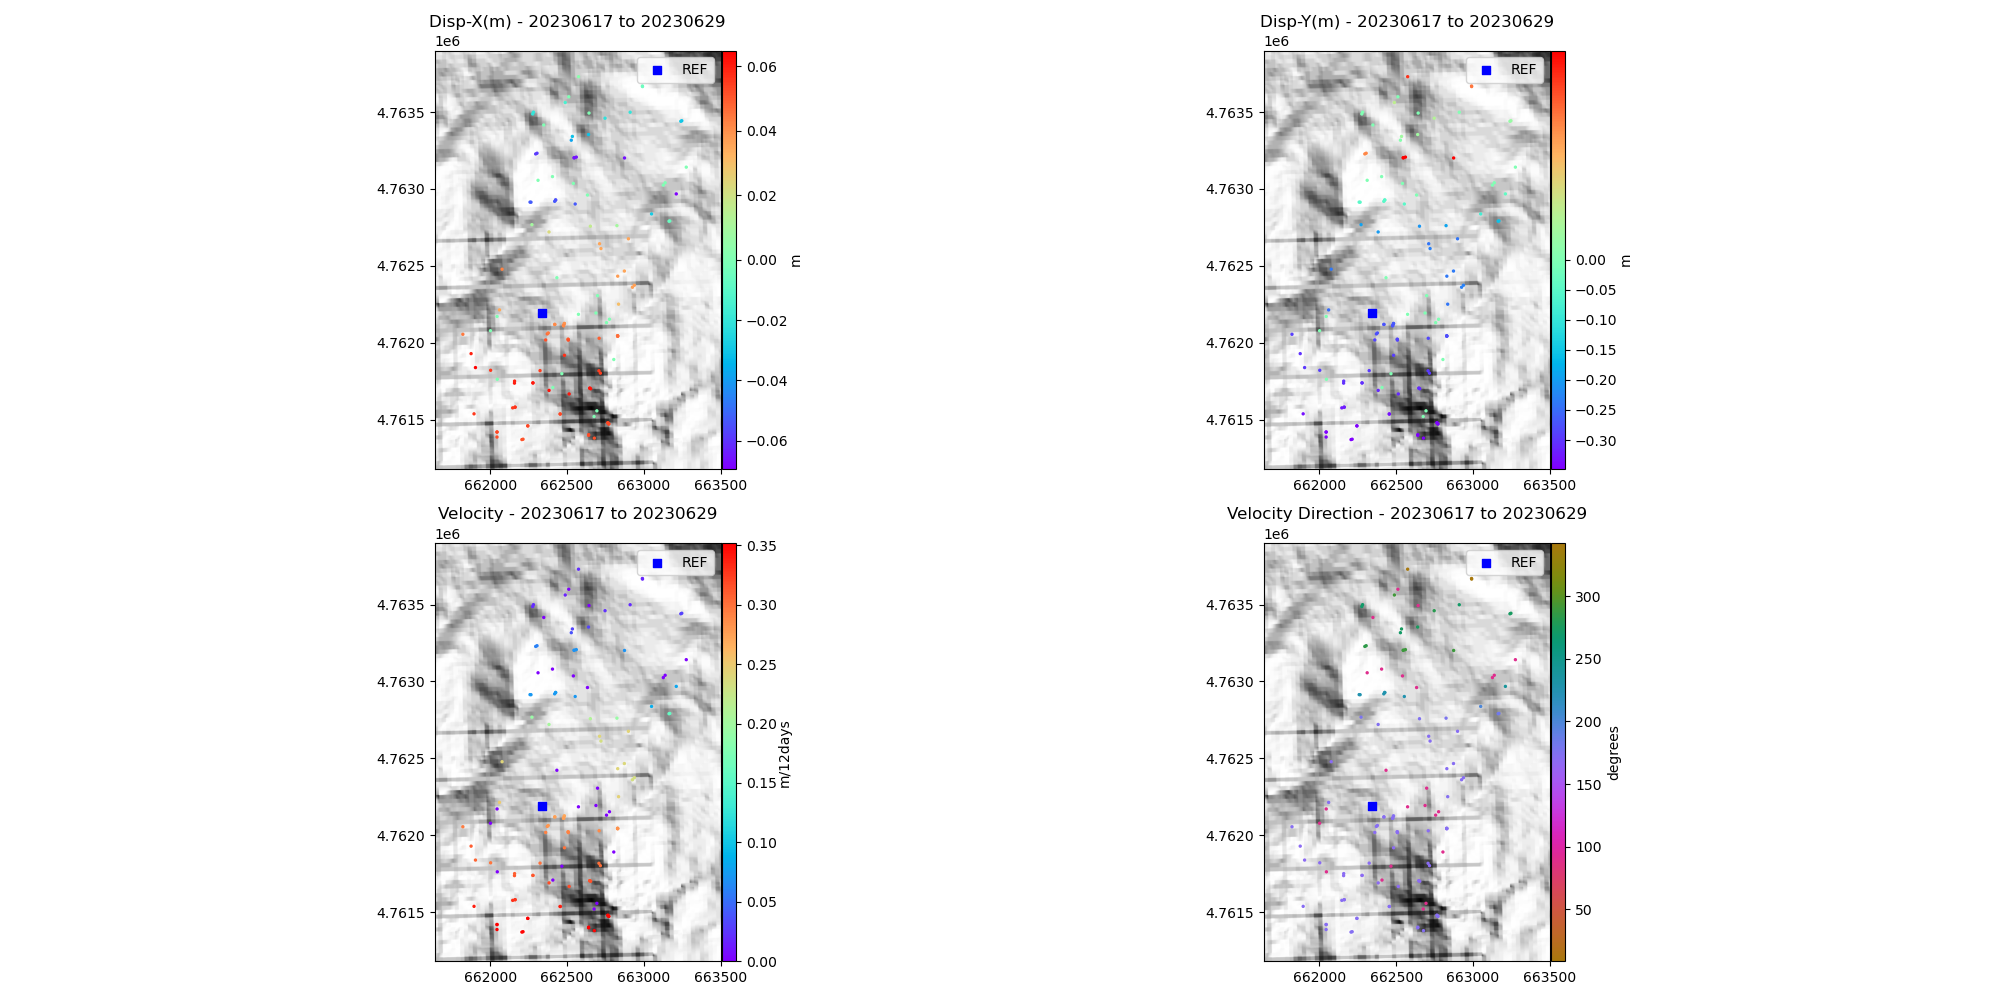 Disp-X(m) - 20230617 to 20230629
1e6
REF
4.7635
4.7630
4.7625
4.7620
4.7615
662000 662500 663000 663500
0.06
0.04
0.02
0.00
−0.02
−0.04
−0.06
m
Disp-Y(m) - 20230617 to 20230629
1e6
REF
4.7635
4.7630
4.7625
4.7620
4.7615
662000 662500 663000 663500
0.00
−0.05
−0.10
−0.15
−0.20
−0.25
−0.30
m
Velocity - 20230617 to 20230629
1e6
REF
4.7635
4.7630
4.7625
4.7620
4.7615
662000 662500 663000 663500
0.35
0.30
0.25
0.20
0.15
0.10
0.05
0.00
m/12days
Velocity Direction - 20230617 to 20230629
1e6
REF
4.7635
4.7630
4.7625
4.7620
4.7615
662000 662500 663000 663500
300
250
200
150
100
50
degrees